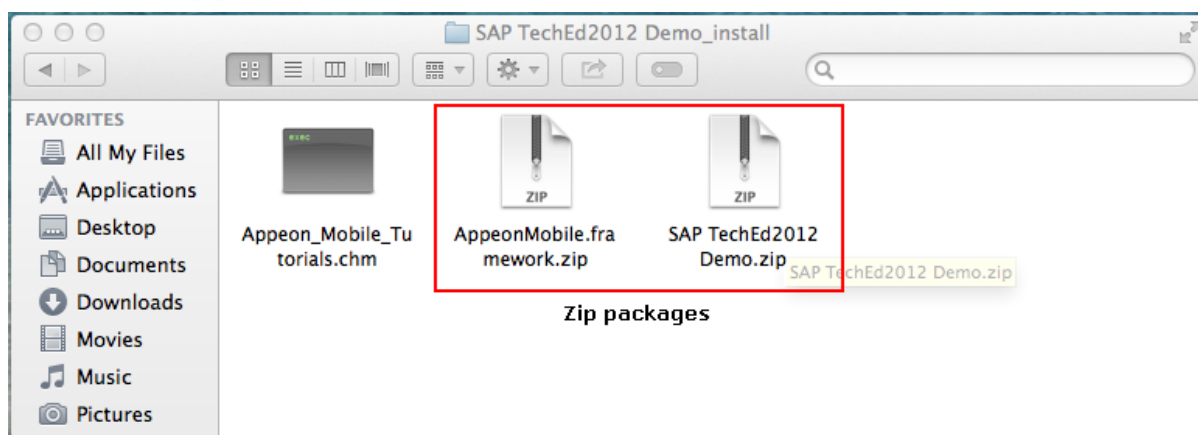 SAP TechEd2012 Demo_install
FAVORITES
All My Files
Applications
Desktop
Documents
Downloads
Movies
Music
Pictures
exec
Appeon_Mobile_Tu
torials.chm
ZIP
AppeonMobile.fra
mework.zip
ZIP
SAP TechEd2012
Demo.zip
SAP TechEd2012 Demo.zip
Zip packages